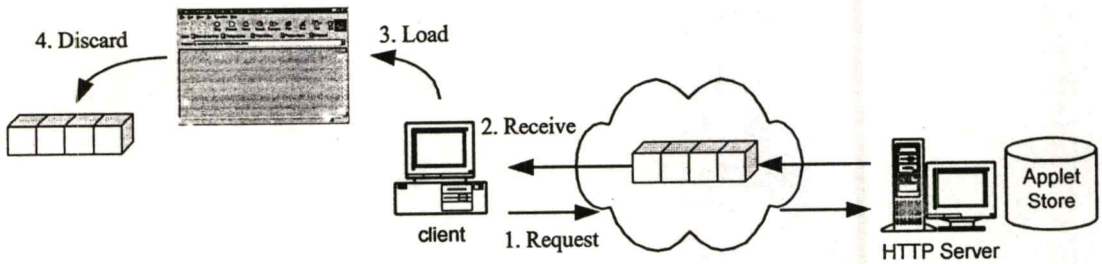 4. Discard
3. Load
2. Receive
1. Request
client
HTTP Server
Applet
Store